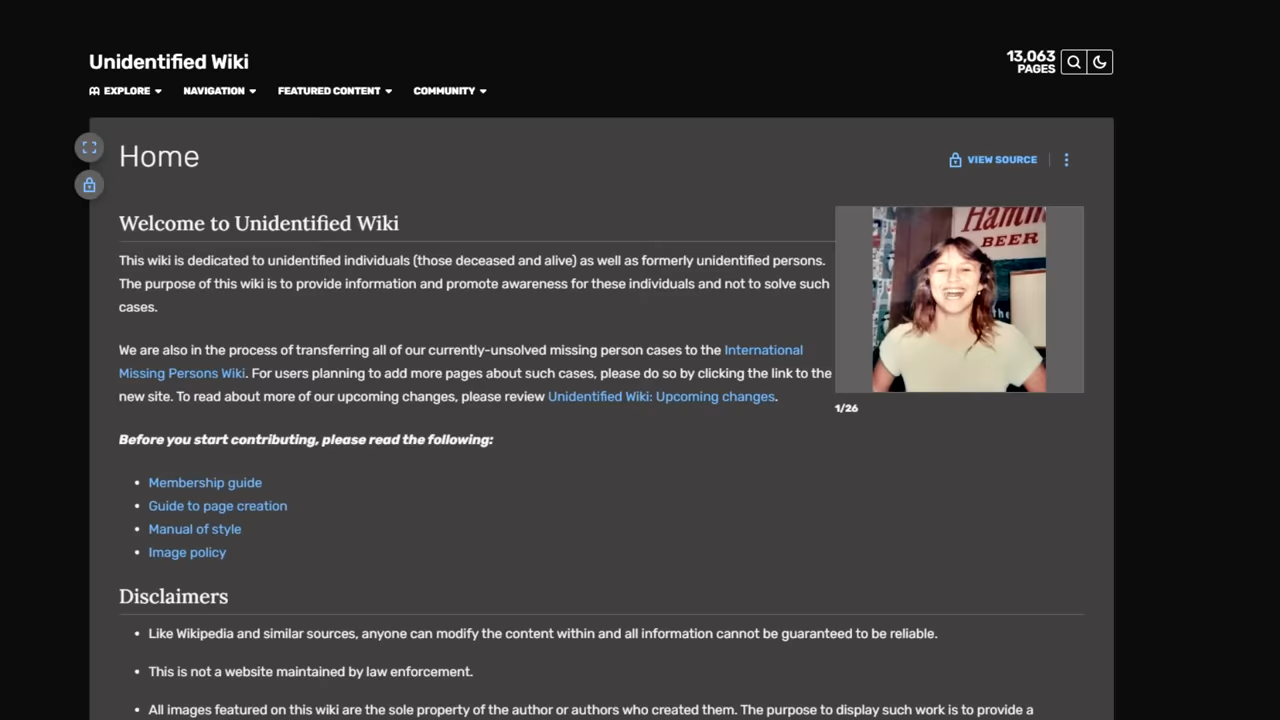 Unidentified Wiki
13,063
PAGES
EXPLORE NAVIGATION FEATURED CONTENT COMMUNITY
Home
VIEW SOURCE
Welcome to Unidentified Wiki
This wiki is dedicated to unidentified individuals (those deceased and alive) as well as formerly unidentified persons.
The purpose of this wiki is to provide information and promote awareness for these individuals and not to solve such
cases.
We are also in the process of transferring all of our currently-unsolved missing person cases to the International
Missing Persons Wiki. For users planning to add more pages about such cases, please do so by clicking the link to the
new site. To read about more of our upcoming changes, please review Unidentified Wiki: Upcoming changes.
BEER
the
1/26
Before you start contributing, please read the following:
• Membership guide
• Guide to page creation
• Manual of style
• Image policy
Disclaimers
• Like Wikipedia and similar sources, anyone can modify the content within and all information cannot be guaranteed to be reliable.
• This is not a website maintained by law enforcement.
• All images featured on this wiki are the sole property of the author or authors who created them. The purpose to display such work is to provide a